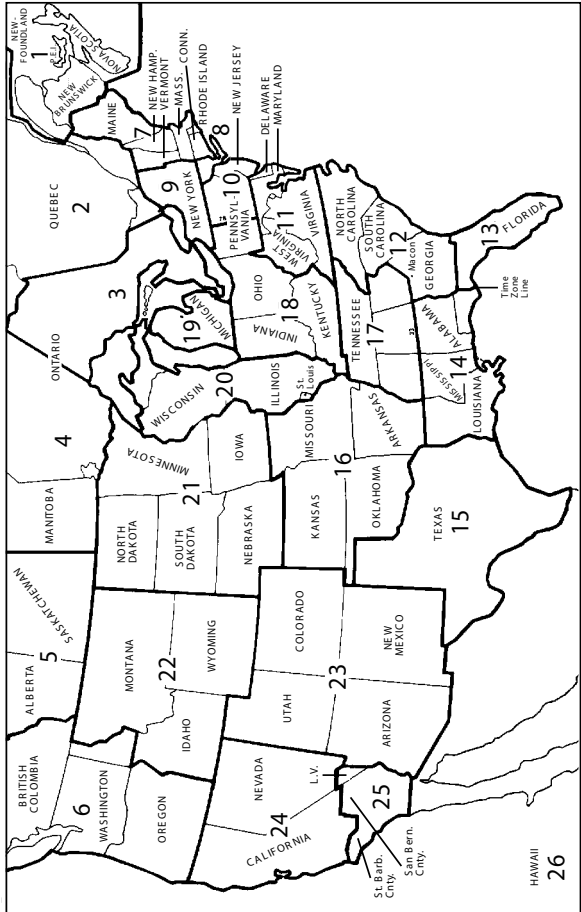 BRITISH
COLOMBIA
ALBERTA
SASKATCHEWAN
MANITOBA
ONTARIO
QUEBEC
NEW-
FOUNDLAND
1
P.E.I.
NOVA SCOTIA
NEW
BRUNSWICK
2
3
4
5
6
WASHINGTON
OREGON
MONTANA
IDAHO
22
WYOMING
NORTH
DAKOTA
SOUTH
DAKOTA
NEBRASKA
MINNESOTA
21
IOWA
WISCONSIN
20
ILLINOIS
St.
Louis
MICHIGAN
19
OHIO
INDIANA
18
KENTUCKY
MAINE
7
NEW HAMP.
VERMONT
MASS.
CONN.
RHODE ISLAND
8
9
NEW YORK
NEW JERSEY
PENNSYL-
VANIA
10
DELAWARE
MARYLAND
11
WEST
VIRGINIA
VIRGINIA
NORTH
CAROLINA
SOUTH
CAROLINA
12
Macon
GEORGIA
13
FLORIDA
Time
Zone
Line
TENNESSEE
17
ALABAMA
MISSISSIPPI
14
LOUISIANA
MISSOURI
ARKANSAS
16
KANSAS
OKLAHOMA
TEXAS
15
COLORADO
NEW
MEXICO
23
UTAH
ARIZONA
NEVADA
24
CALIFORNIA
L.V.
25
San Bern.
Cnty.
St. Barb.
Cnty.
HAWAII
26